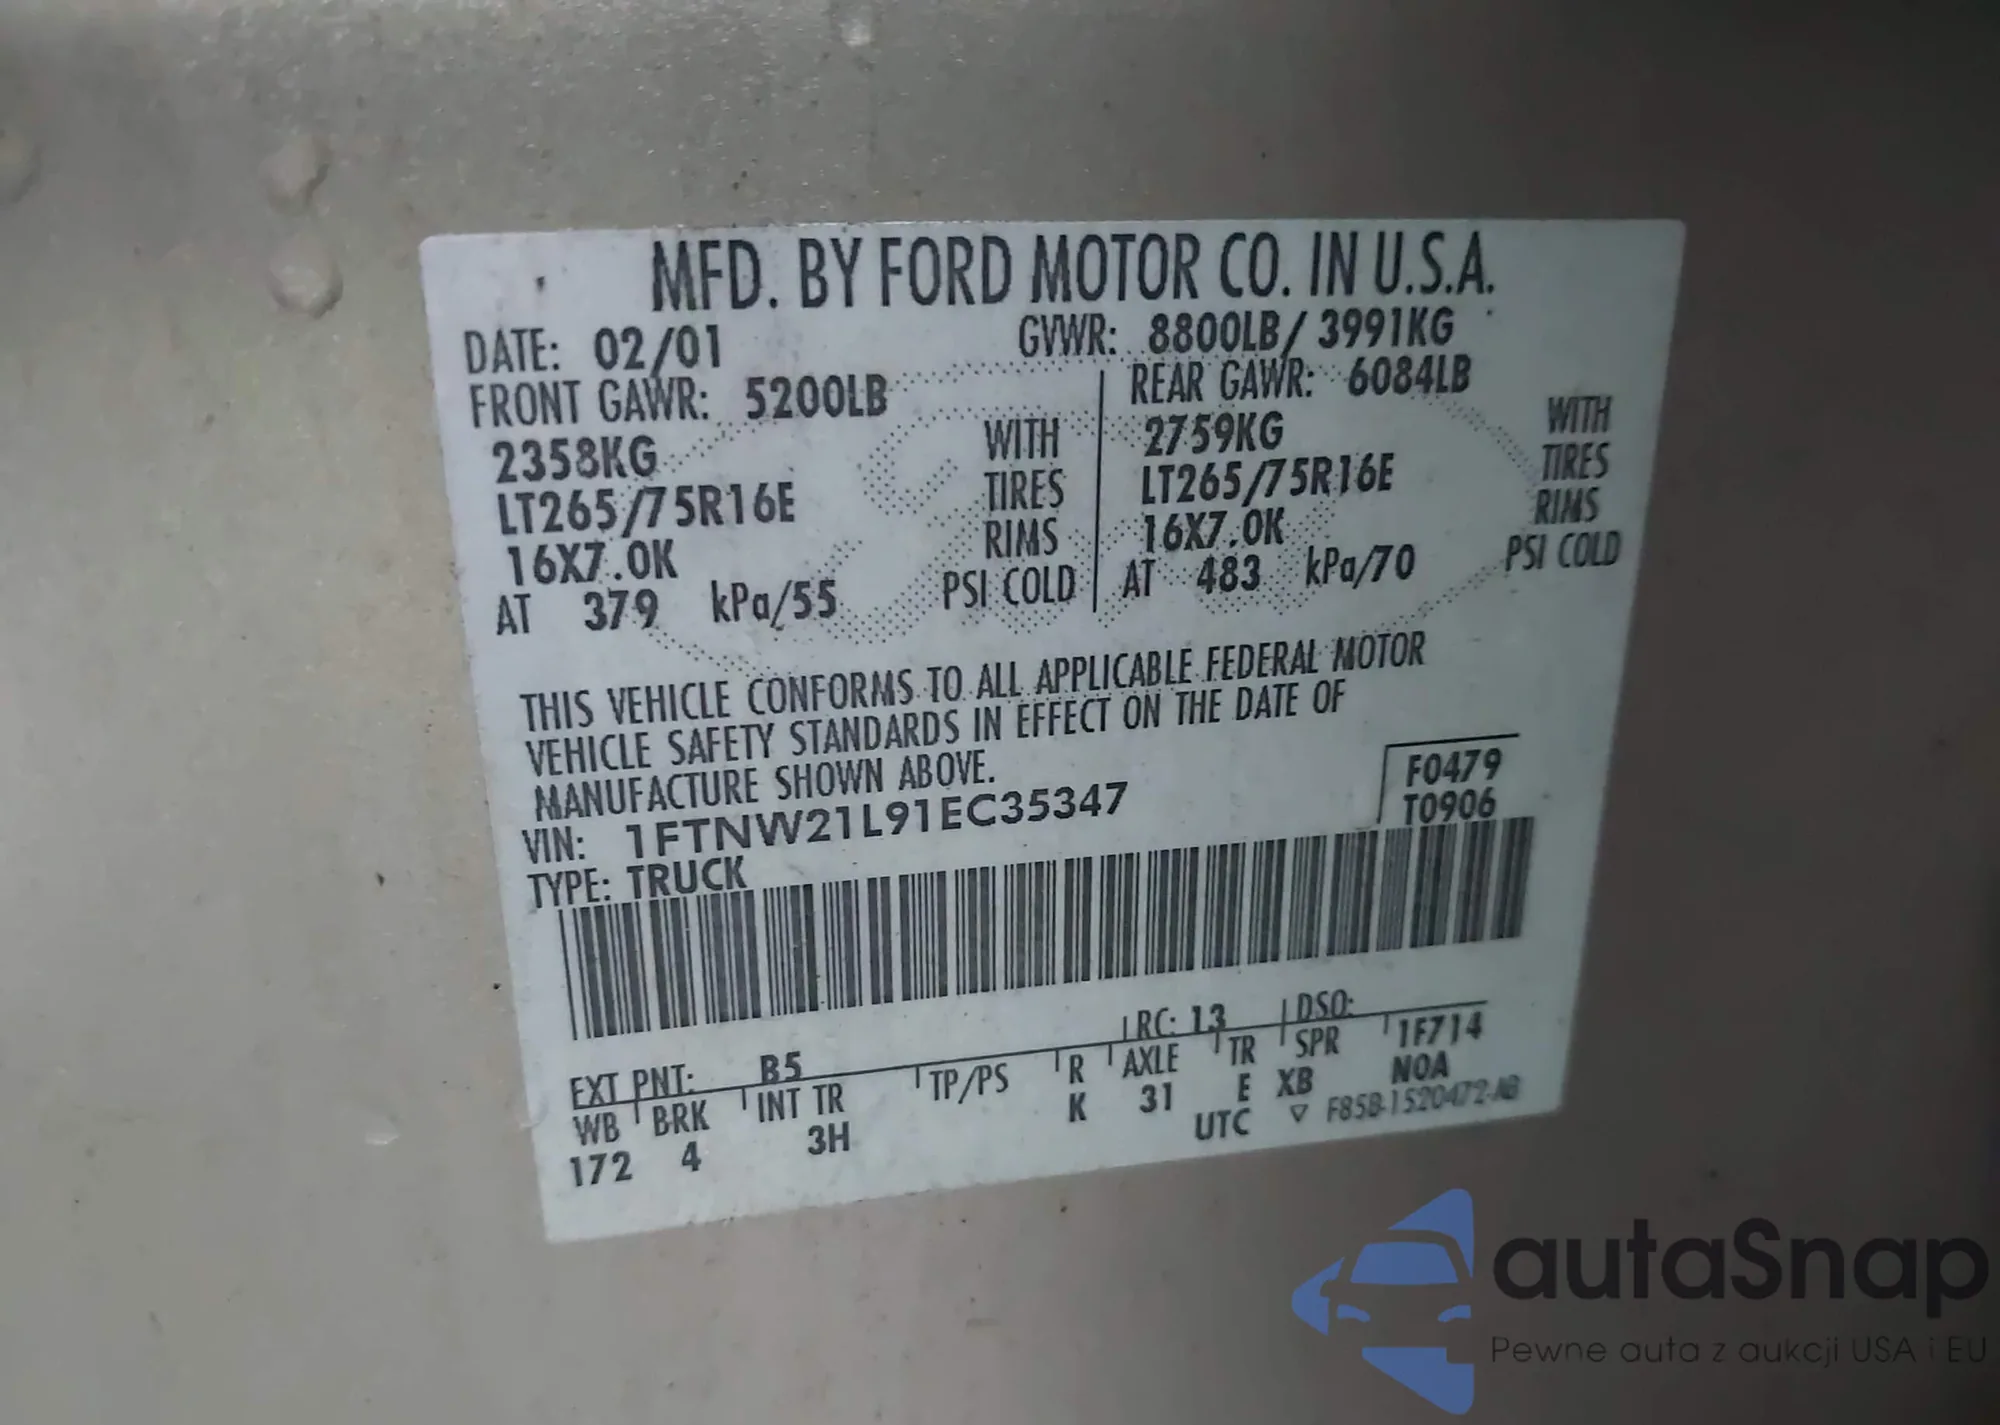 MFD. BY FORD MOTOR CO. IN U.S.A.
DATE: 02/01 GVWR: 8800LB/ 3991KG
FRONT GAWR: 5200LB REAR GAWR: 6084LB
2358KG WITH 2759KG WITH
LT265/75R16E TIRES LT265/75R16E TIRES
16X7.0K RIMS 16X7.0K RIMS
AT 379 kPa/55 PSI COLD AT 483 kPa/70 PSI COLD
THIS VEHICLE CONFORMS TO ALL APPLICABLE FEDERAL MOTOR
VEHICLE SAFETY STANDARDS IN EFFECT ON THE DATE OF
MANUFACTURE SHOWN ABOVE.
F0479
VIN: 1FTNW21L91EC35347
T0906
TYPE: TRUCK
EXT PNT: B5 RC: 13 DSO:
WB BRK INT TR TP/PS R AXLE TR SPR 1F714
172 4 3H K 31 E XB NOA
UTC ▽ F85B-1520472-AB
autaSnap
Pewne auta z aukcji USA i EU